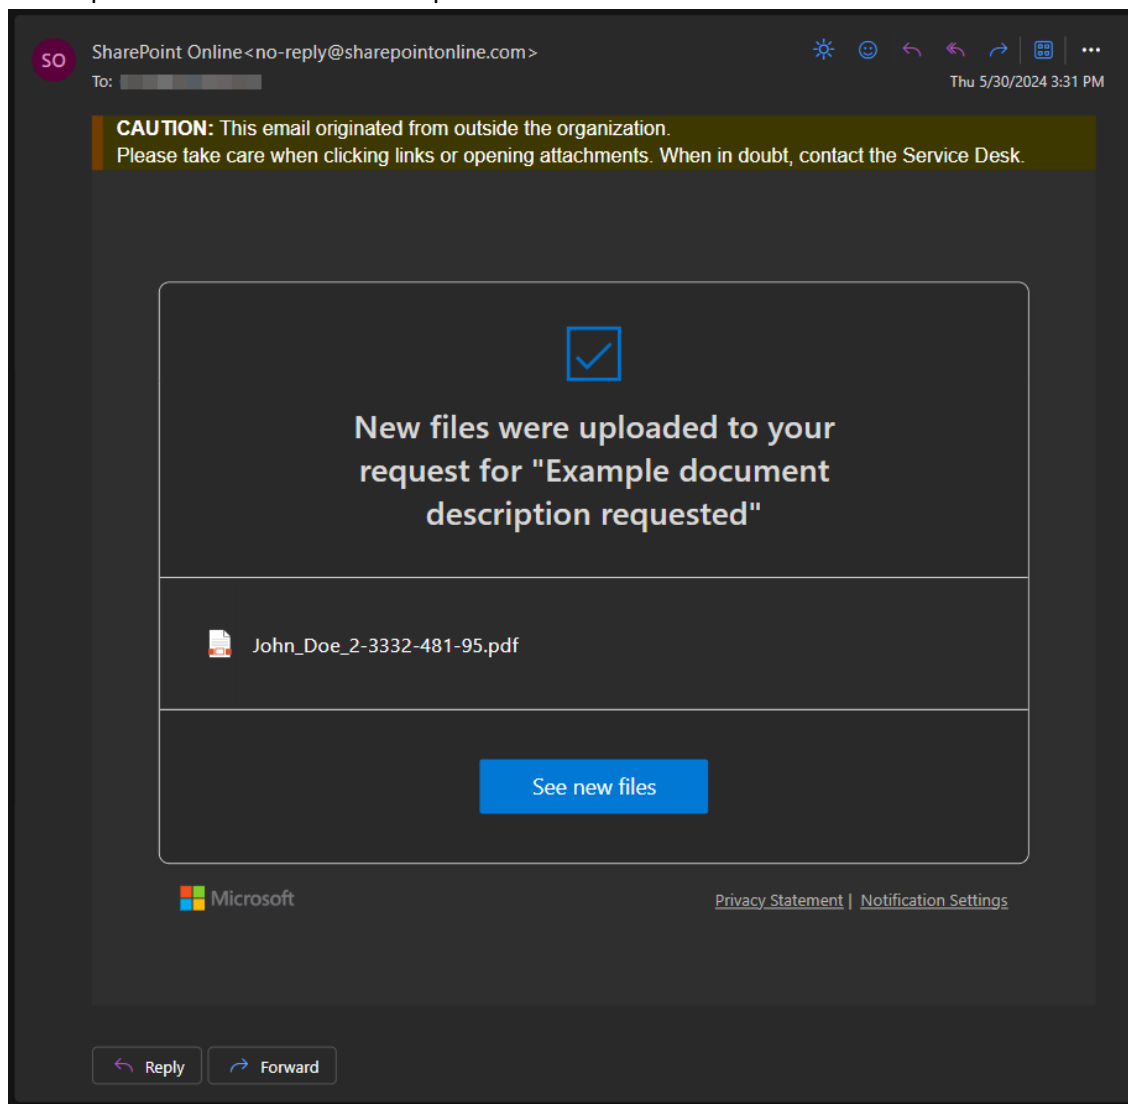 SO
SharePoint Online<no-reply@sharepointonline.com>
To:
Thu 5/30/2024 3:31 PM
CAUTION: This email originated from outside the organization.
Please take care when clicking links or opening attachments. When in doubt, contact the Service Desk.
New files were uploaded to your
request for "Example document
description requested"
John_Doe_2-3332-481-95.pdf
See new files
Microsoft
Privacy Statement | Notification Settings
Reply
Forward